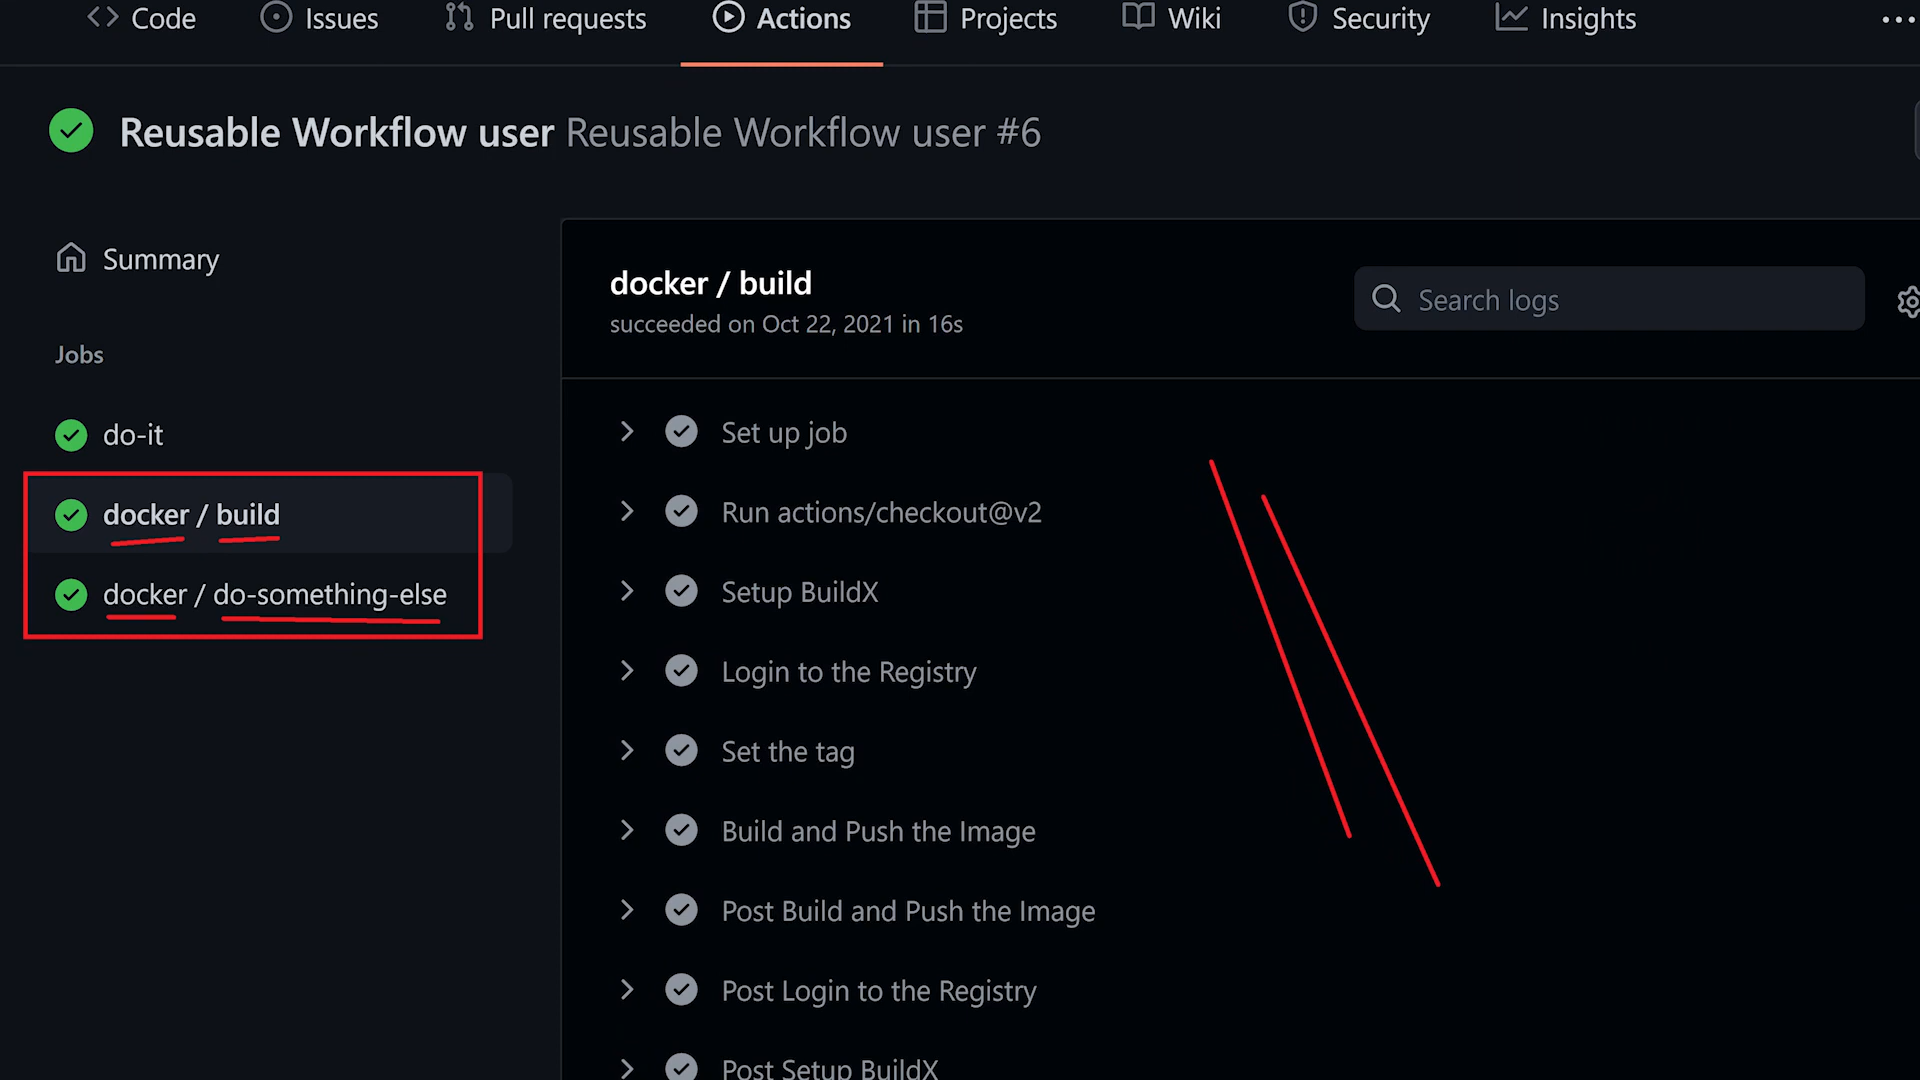 Code Issues Pull requests Actions Projects Wiki Security Insights
Reusable Workflow user Reusable Workflow user #6
Summary
Jobs
do-it
docker / build
docker / do-something-else
docker / build
succeeded on Oct 22, 2021 in 16s
Search logs
Set up job
Run actions/checkout@v2
Setup BuildX
Login to the Registry
Set the tag
Build and Push the Image
Post Build and Push the Image
Post Login to the Registry
Post Setup BuildX